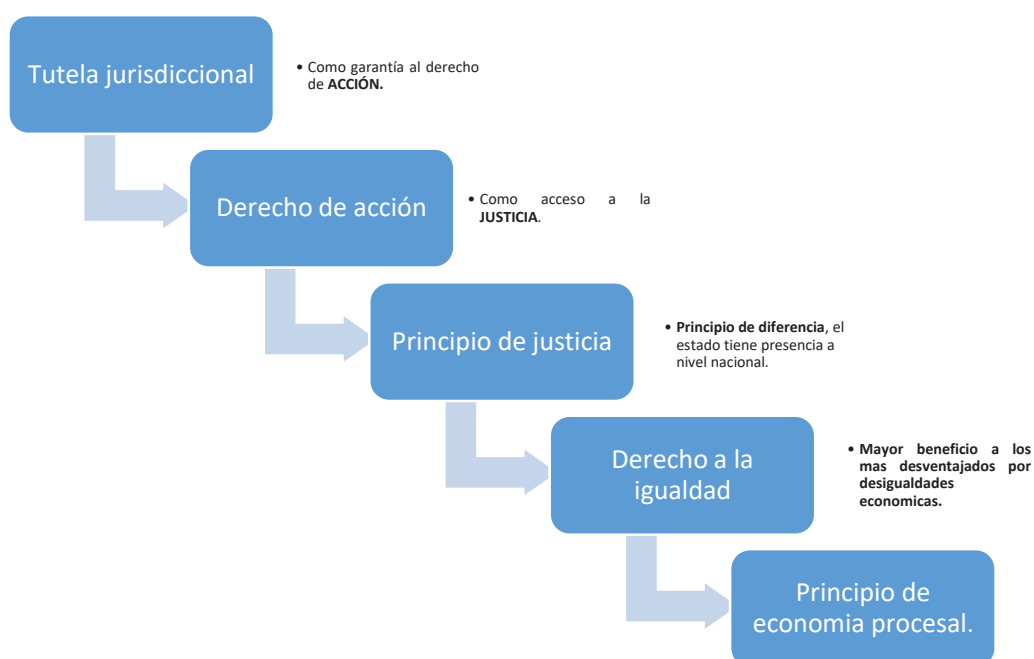 Tutela jurisdiccional
• Como garantía al derecho
de ACCIÓN.
Derecho de acción
• Como acceso a la
JUSTICIA.
Principio de justicia
• Principio de diferencia, el
estado tiene presencia a
nivel nacional.
Derecho a la
igualdad
• Mayor beneficio a los
mas desventajados por
desigualdades
economicas.
Principio de
economia procesal.